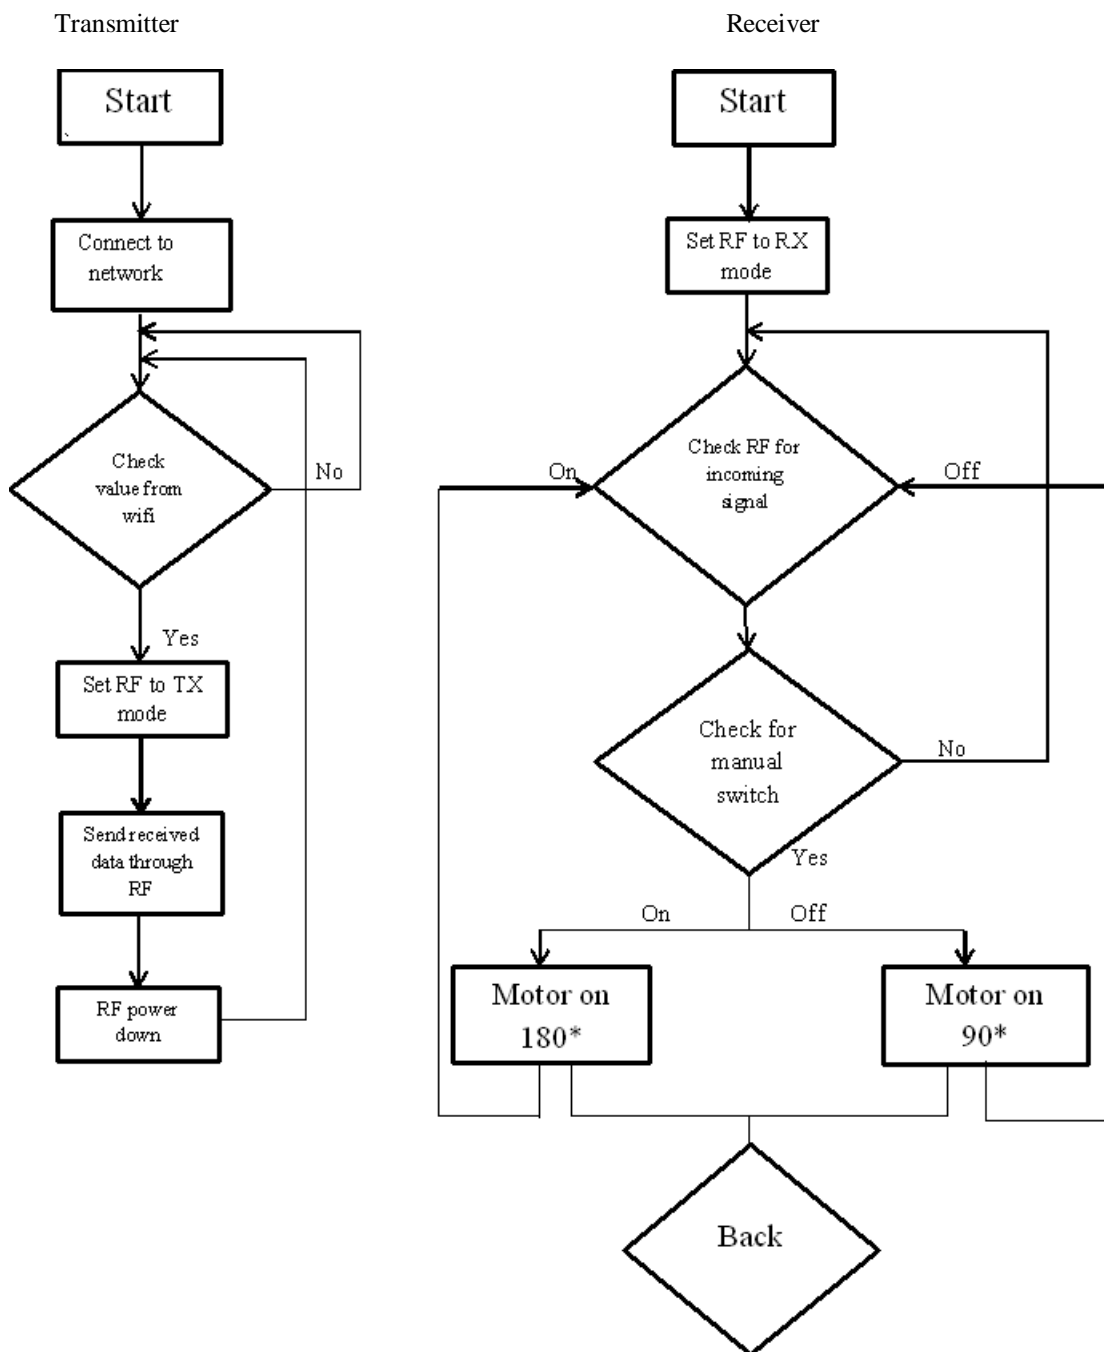 Transmitter
Start
Connect to
network
Check
value from
wifi
No
Yes
Set RF to TX
mode
Send received
data through
RF
RF power
down
Receiver
Start
Set RF to RX
mode
Check RF for
incoming
signal
On
Off
Check for
manual
switch
No
Yes
On
Off
Motor on
180*
Motor on
90*
Back